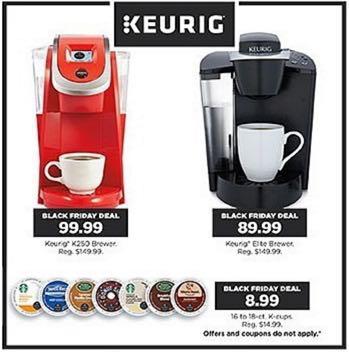 KEURIG
KEURIG
BLACK FRIDAY DEAL
99.99
Keurig® K250 Brewer.
Reg. $149.99.
BLACK FRIDAY DEAL
89.99
Keurig® Elite Brewer.
Reg. $149.99.
BLACK FRIDAY DEAL
8.99
16 to 18-ct. K-cups.
Reg. $14.99.
Offers and coupons do not apply.*